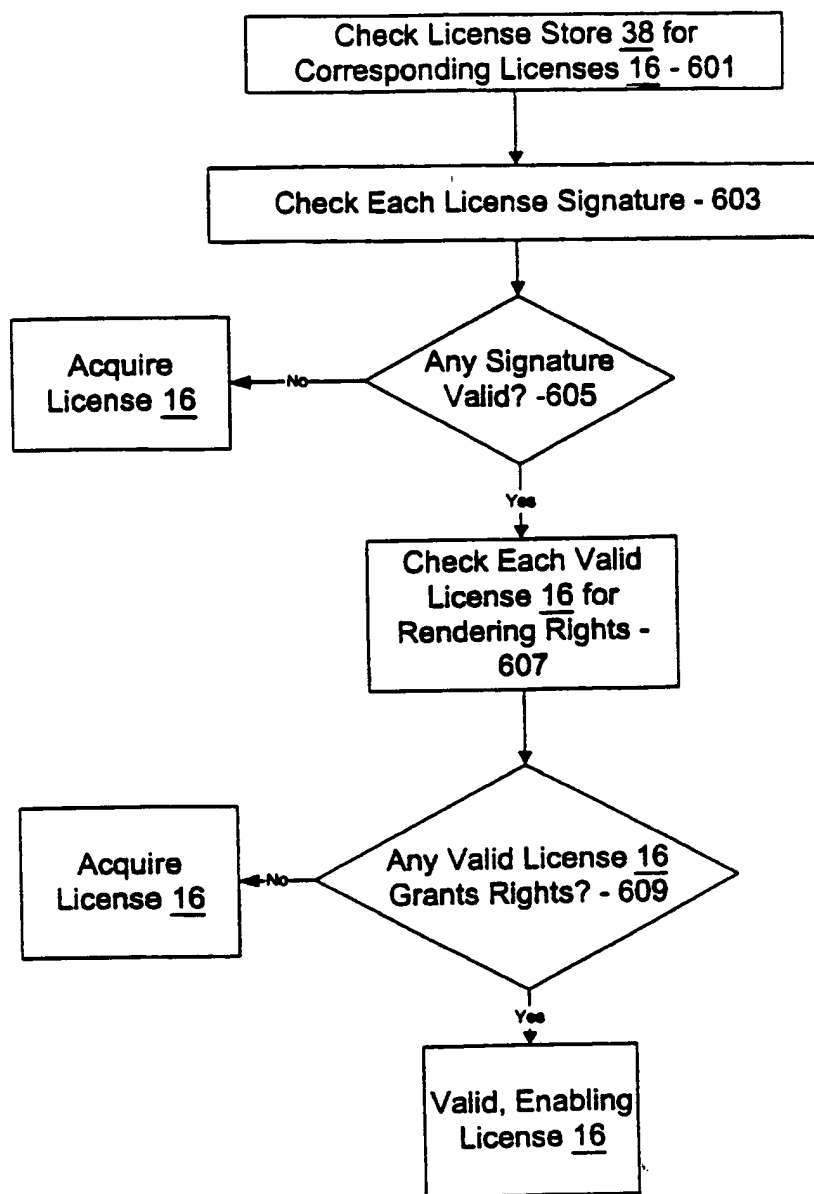 Check License Store 38 for
Corresponding Licenses 16 - 601
Check Each License Signature - 603
Any Signature
Valid? -605
No
Acquire
License 16
Yes
Check Each Valid
License 16 for
Rendering Rights -
607
Any Valid License 16
Grants Rights? - 609
No
Acquire
License 16
Yes
Valid, Enabling
License 16